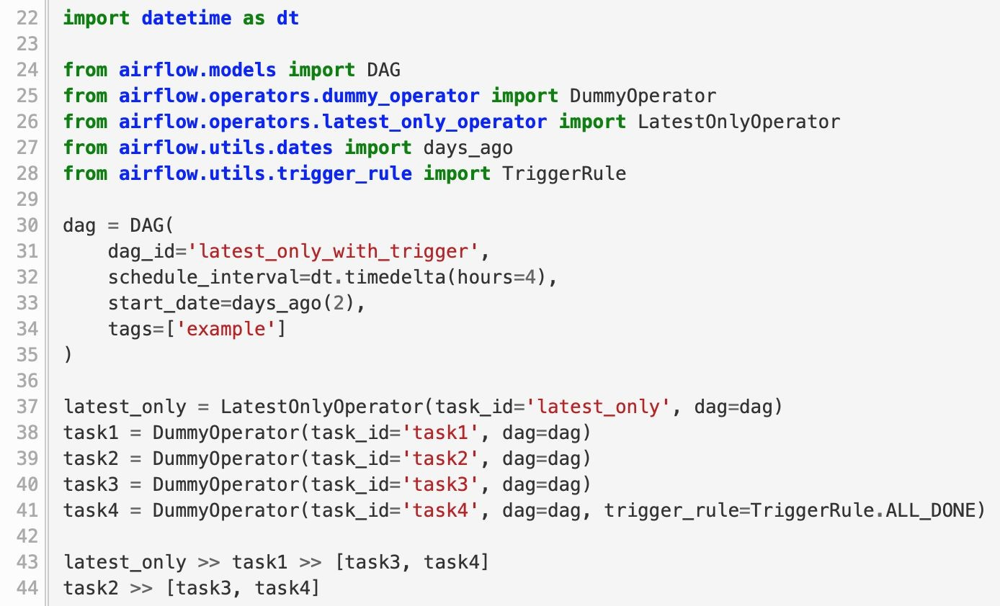 22 import datetime as dt
23
24 from airflow.models import DAG
25 from airflow.operators.dummy_operator import DummyOperator
26 from airflow.operators.latest_only_operator import LatestOnlyOperator
27 from airflow.utils.dates import days_ago
28 from airflow.utils.trigger_rule import TriggerRule
29
30 dag = DAG(
31     dag_id='latest_only_with_trigger',
32     schedule_interval=dt.timedelta(hours=4),
33     start_date=days_ago(2),
34     tags=['example']
35 )
36
37 latest_only = LatestOnlyOperator(task_id='latest_only', dag=dag)
38 task1 = DummyOperator(task_id='task1', dag=dag)
39 task2 = DummyOperator(task_id='task2', dag=dag)
40 task3 = DummyOperator(task_id='task3', dag=dag)
41 task4 = DummyOperator(task_id='task4', dag=dag, trigger_rule=TriggerRule.ALL_DONE)
42
43 latest_only >> task1 >> [task3, task4]
44 task2 >> [task3, task4]